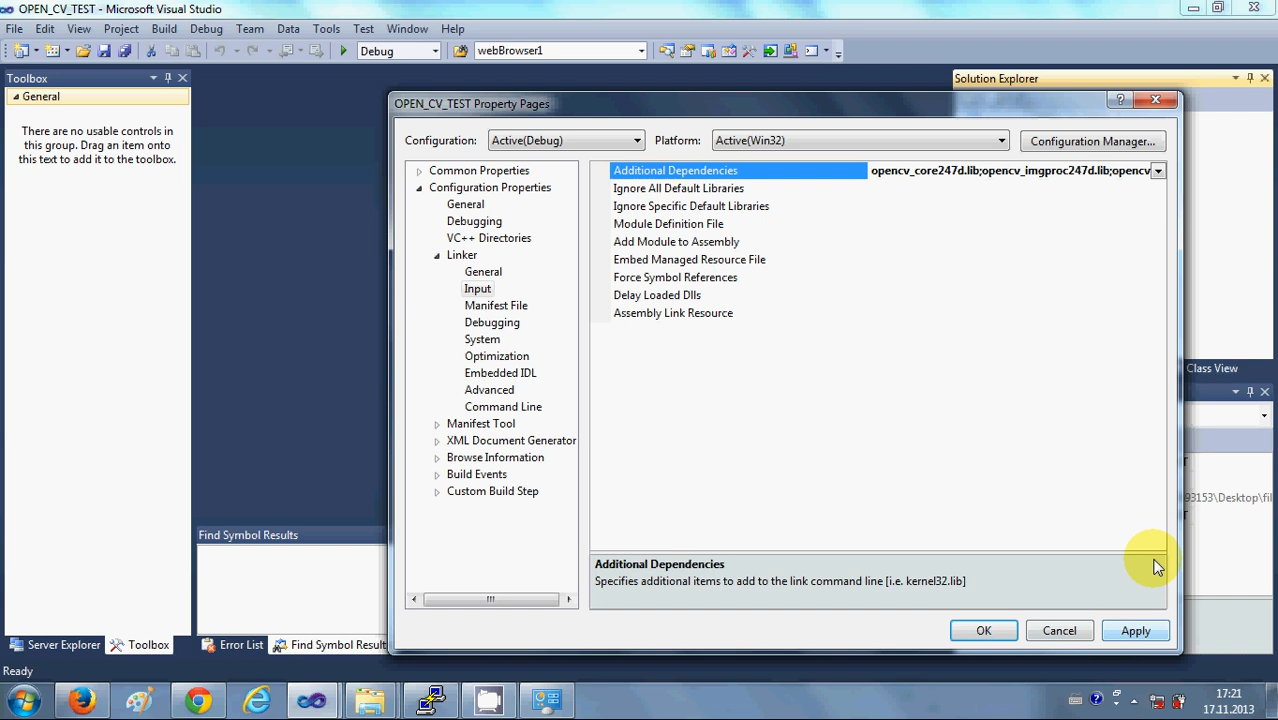 OPEN_CV_TEST - Microsoft Visual Studio
File Edit View Project Build Debug Team Data Tools Test Window Help
Debug webBrowser1
Toolbox
General
There are no usable controls in
this group. Drag an item onto
this text to add it to the toolbox.
Solution Explorer
OPEN_CV_TEST Property Pages
Configuration: Active(Debug) Platform: Active(Win32) Configuration Manager...
Common Properties
Configuration Properties
General
Debugging
VC++ Directories
Linker
General
Input
Manifest File
Debugging
System
Optimization
Embedded IDL
Advanced
Command Line
Manifest Tool
XML Document Generator
Browse Information
Build Events
Custom Build Step
Additional Dependencies opencv_core247d.lib;opencv_imgproc247d.lib;opencv
Ignore All Default Libraries
Ignore Specific Default Libraries
Module Definition File
Add Module to Assembly
Embed Managed Resource File
Force Symbol References
Delay Loaded Dlls
Assembly Link Resource
Additional Dependencies
Specifies additional items to add to the link command line [i.e. kernel32.lib]
OK Cancel Apply
Class View
93153\Desktop\fil
Find Symbol Results
Server Explorer Toolbox Error List Find Symbol Result
Ready
17:21
17.11.2013